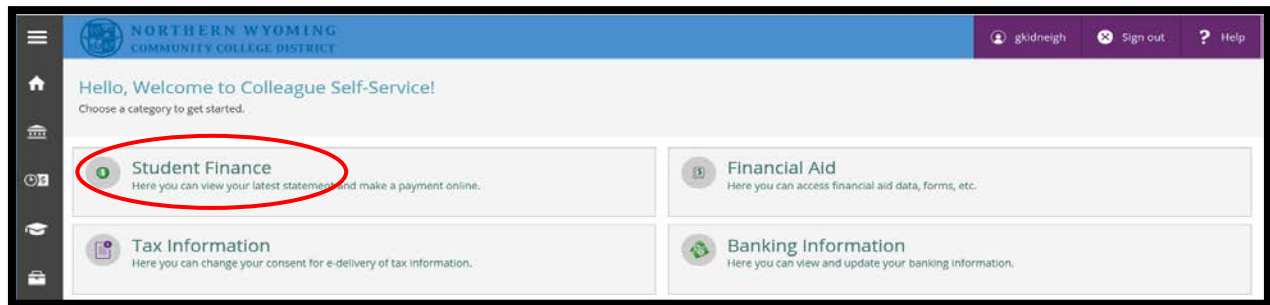 NORTHERN WYOMING
COMMUNITY COLLEGE DISTRICT
gkidneigh
Sign out
? Help
Hello, Welcome to Colleague Self-Service!
Choose a category to get started.
Student Finance
Here you can view your latest statement and make a payment online.
Financial Aid
Here you can access financial aid data, forms, etc.
Tax Information
Here you can change your consent for e-delivery of tax information.
Banking Information
Here you can view and update your banking information.